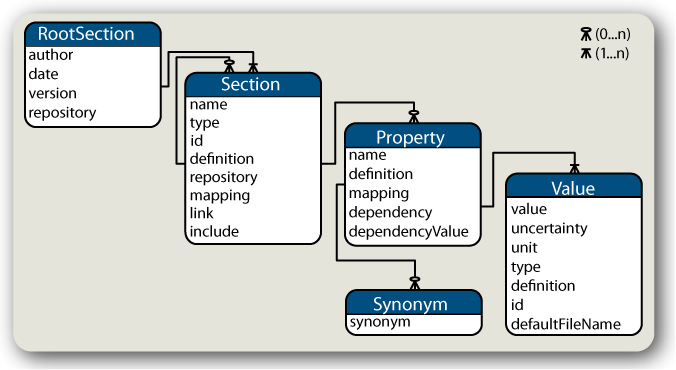 RootSection
author
date
version
repository
(0...n)
(1...n)
Section
name
type
id
definition
repository
mapping
link
include
Property
name
definition
mapping
dependency
dependencyValue
Value
value
uncertainty
unit
type
definition
id
defaultFileName
Synonym
synonym